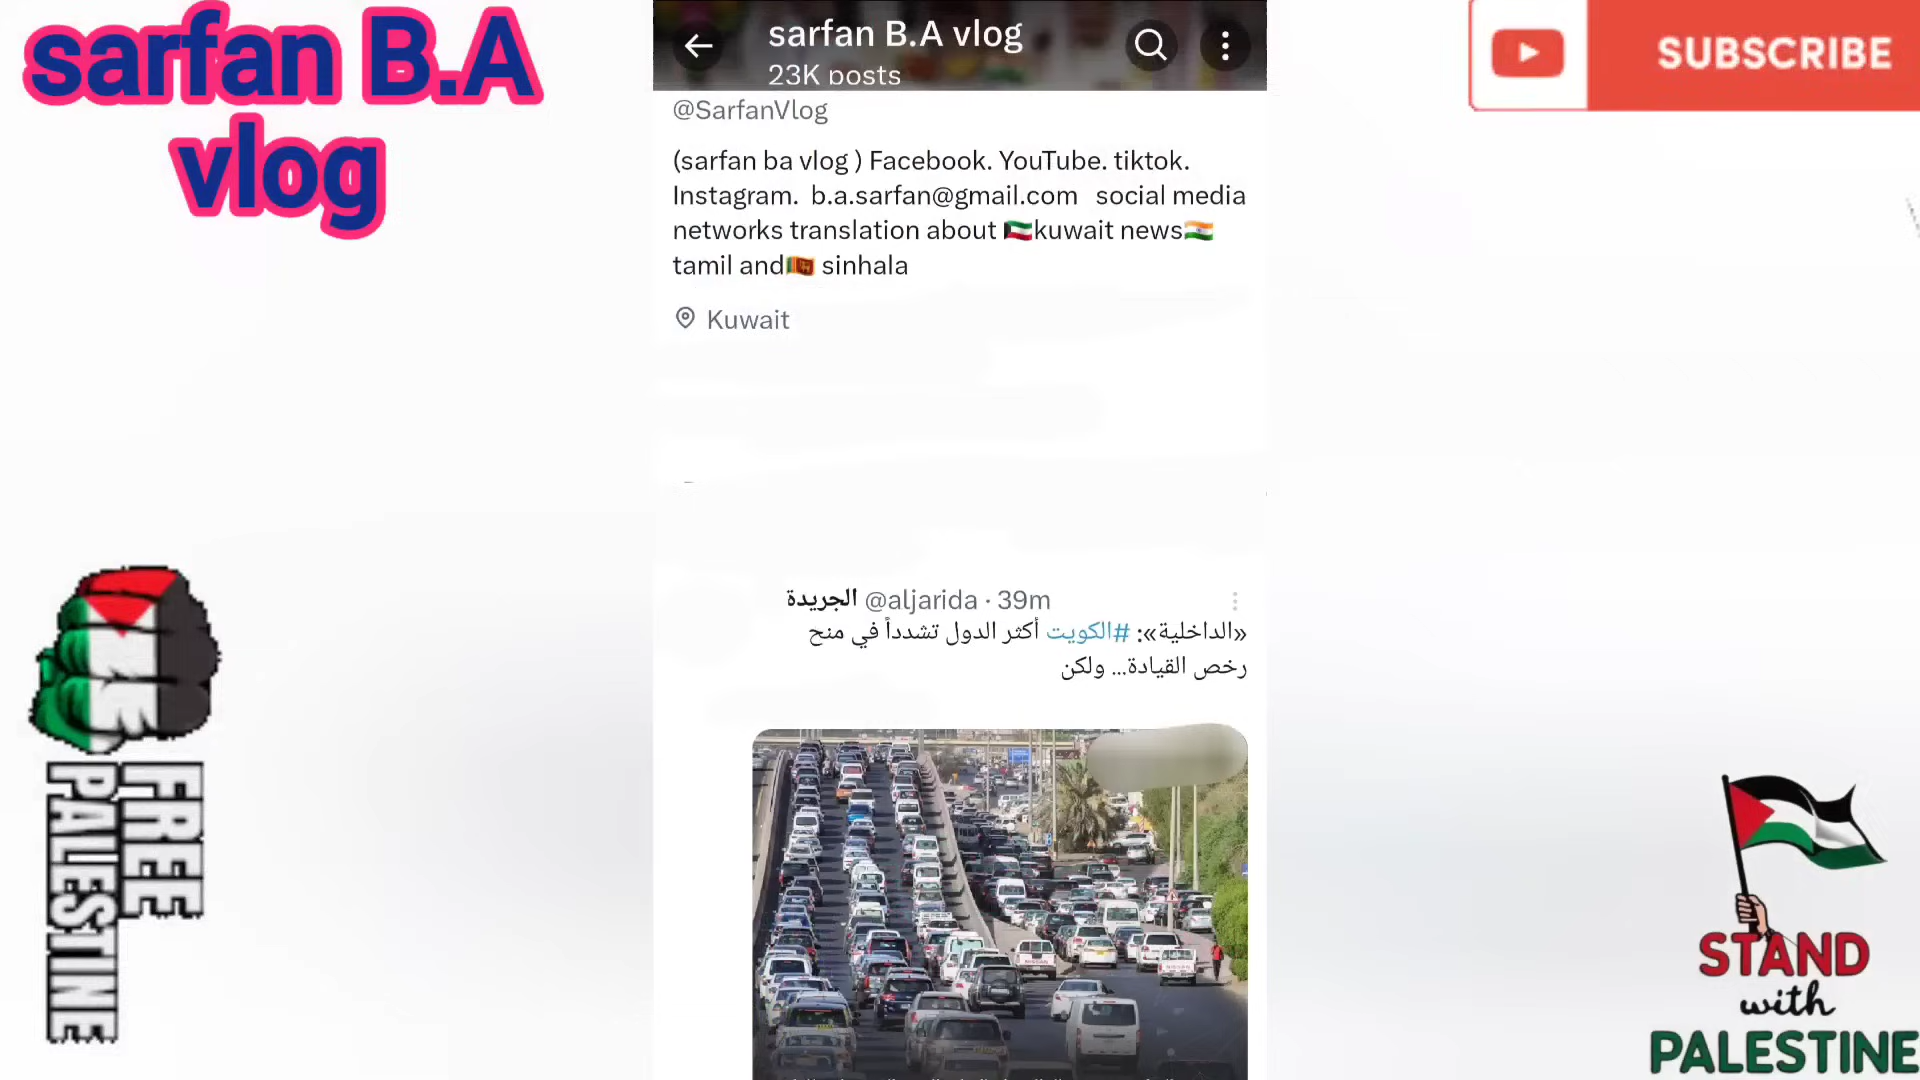 sarfan B.A
vlog
sarfan B.A vlog
23K posts
SUBSCRIBE
@SarfanVlog
(sarfan ba vlog ) Facebook. YouTube. tiktok.
Instagram. b.a.sarfan@gmail.com social media
networks translation about 🇰🇼kuwait news🇮🇳
tamil and🇱🇰 sinhala
Kuwait
الجريدة @aljarida · 39m
«الداخلية»: #الكويت أكثر الدول تشدداً في منح
رخص القيادة... ولكن
FREE
PALESTINE
STAND
with
PALESTINE